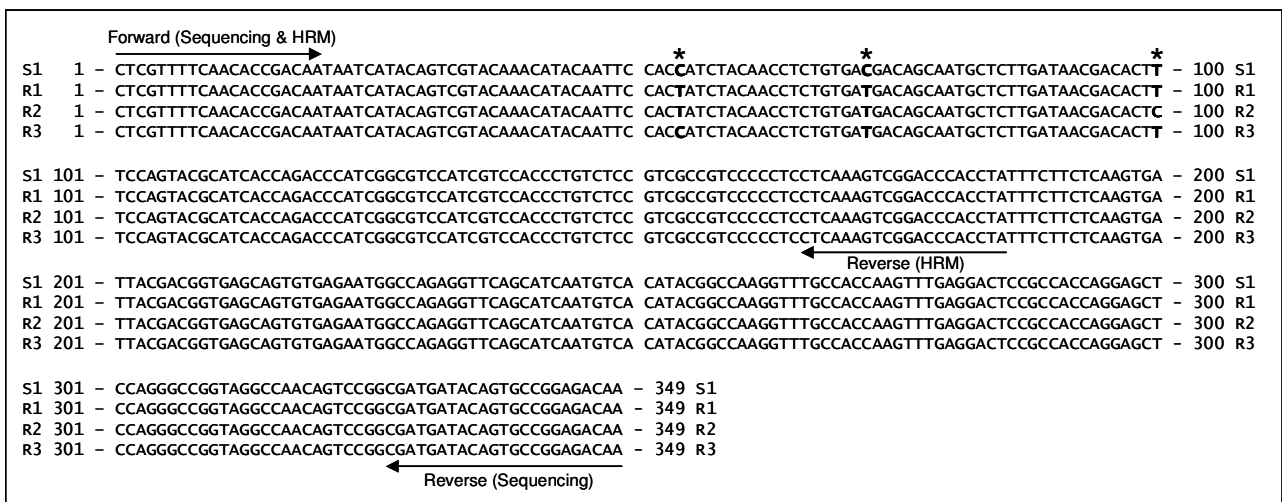 Forward (Sequencing & HRM)
* * *
S1 1 – CTCGTTTTCAACACCGACAATAATCATACAGTCGTACAAACATACAATTC CACCATCTACAACCTCTGTGACGACAGCAATGCTCTTGATAACGACACTT – 100 S1
R1 1 – CTCGTTTTCAACACCGACAATAATCATACAGTCGTACAAACATACAATTC CACTATCTACAACCTCTGTGATGACAGCAATGCTCTTGATAACGACACTT – 100 R1
R2 1 – CTCGTTTTCAACACCGACAATAATCATACAGTCGTACAAACATACAATTC CACTATCTACAACCTCTGTGATGACAGCAATGCTCTTGATAACGACACTC – 100 R2
R3 1 – CTCGTTTTCAACACCGACAATAATCATACAGTCGTACAAACATACAATTC CACCATCTACAACCTCTGTGATGACAGCAATGCTCTTGATAACGACACTT – 100 R3
S1 101 – TCCAGTACGCATCACCAGACCCATCGGCGTCCATCGTCCACCCTGTCTCC GTCGCCGTCCCCCTCCTCAAAGTCGGACCCACCTATTTCTTCTCAAGTGA – 200 S1
R1 101 – TCCAGTACGCATCACCAGACCCATCGGCGTCCATCGTCCACCCTGTCTCC GTCGCCGTCCCCCTCCTCAAAGTCGGACCCACCTATTTCTTCTCAAGTGA – 200 R1
R2 101 – TCCAGTACGCATCACCAGACCCATCGGCGTCCATCGTCCACCCTGTCTCC GTCGCCGTCCCCCTCCTCAAAGTCGGACCCACCTATTTCTTCTCAAGTGA – 200 R2
R3 101 – TCCAGTACGCATCACCAGACCCATCGGCGTCCATCGTCCACCCTGTCTCC GTCGCCGTCCCCCTCCTCAAAGTCGGACCCACCTATTTCTTCTCAAGTGA – 200 R3
Reverse (HRM)
S1 201 – TTACGACGGTGAGCAGTGTGAGAATGGCCAGAGGTTCAGCATCAATGTCA CATACGGCCAAGGTTTGCCACCAAGTTTGAGGACTCCGCCACCAGGAGCT – 300 S1
R1 201 – TTACGACGGTGAGCAGTGTGAGAATGGCCAGAGGTTCAGCATCAATGTCA CATACGGCCAAGGTTTGCCACCAAGTTTGAGGACTCCGCCACCAGGAGCT – 300 R1
R2 201 – TTACGACGGTGAGCAGTGTGAGAATGGCCAGAGGTTCAGCATCAATGTCA CATACGGCCAAGGTTTGCCACCAAGTTTGAGGACTCCGCCACCAGGAGCT – 300 R2
R3 201 – TTACGACGGTGAGCAGTGTGAGAATGGCCAGAGGTTCAGCATCAATGTCA CATACGGCCAAGGTTTGCCACCAAGTTTGAGGACTCCGCCACCAGGAGCT – 300 R3
S1 301 – CCAGGGCCGGTAGGCCAACAGTCCGGCGATGATACAGTGCCGGAGACAA – 349 S1
R1 301 – CCAGGGCCGGTAGGCCAACAGTCCGGCGATGATACAGTGCCGGAGACAA – 349 R1
R2 301 – CCAGGGCCGGTAGGCCAACAGTCCGGCGATGATACAGTGCCGGAGACAA – 349 R2
R3 301 – CCAGGGCCGGTAGGCCAACAGTCCGGCGATGATACAGTGCCGGAGACAA – 349 R3
Reverse (Sequencing)